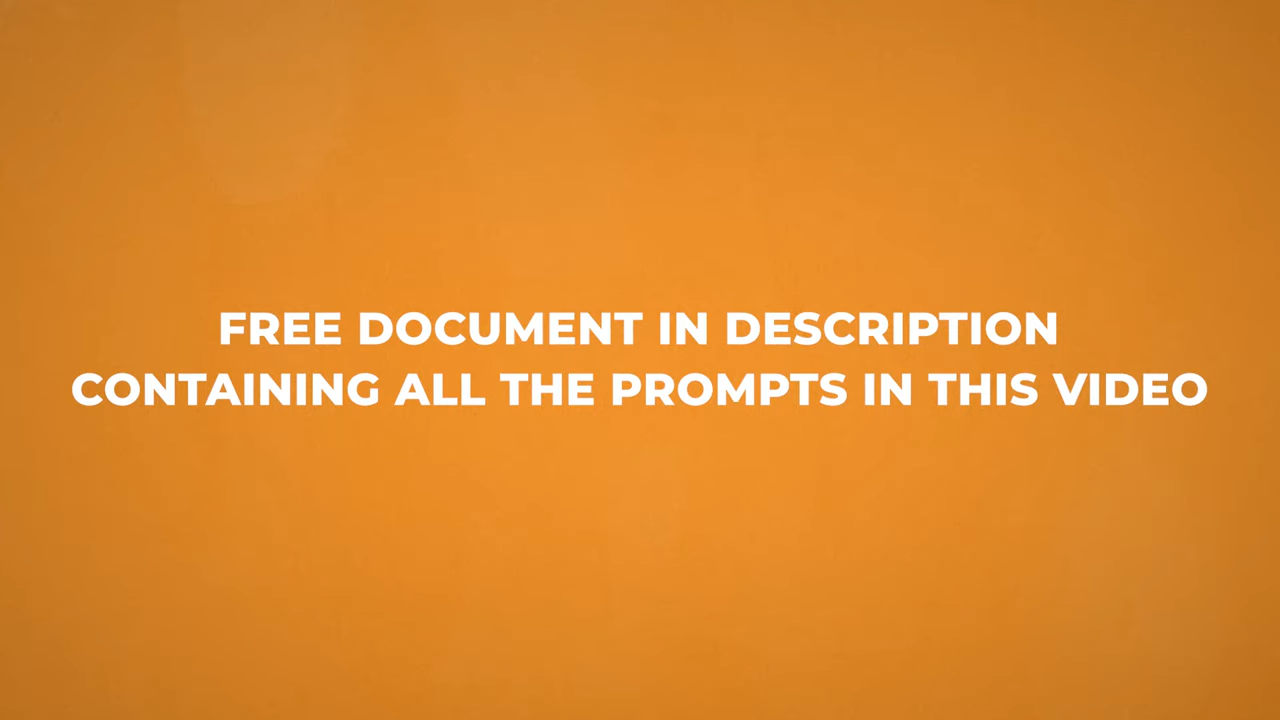 FREE DOCUMENT IN DESCRIPTION
CONTAINING ALL THE PROMPTS IN THIS VIDEO